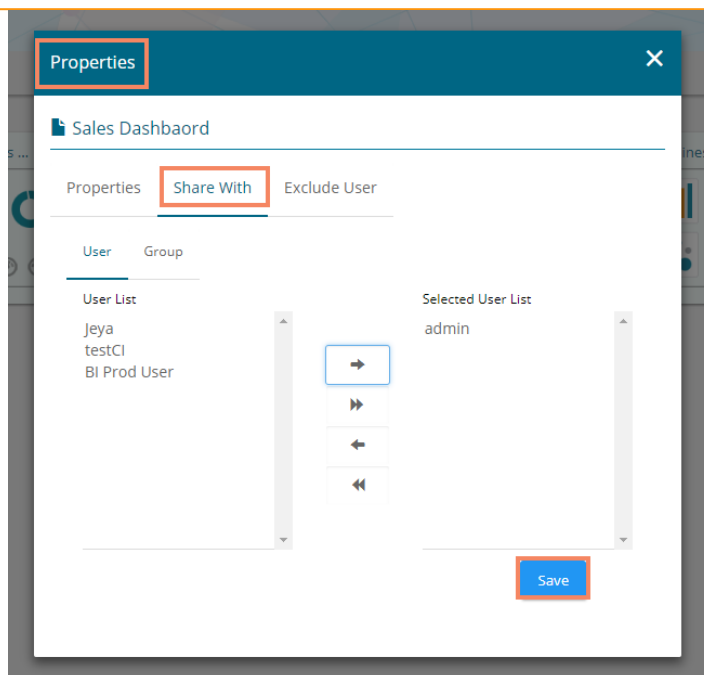 Properties
Sales Dashbaord
s ...
ines
Properties Share With Exclude User
User Group
User List Selected User List
Jeya admin
testCI
BI Prod User
Save